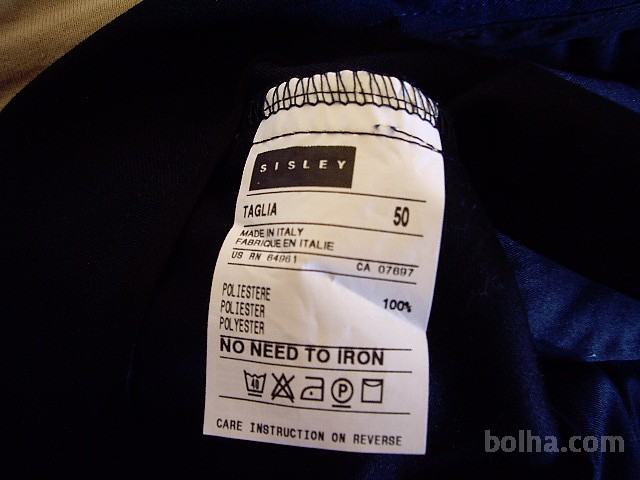 SISLEY
TAGLIA 50
MADE IN ITALY
FABRIQUE EN ITALIE
US RN 64961 CA 07697
POLIESTERE 100%
POLIESTER
POLYESTER
NO NEED TO IRON
40 P
CARE INSTRUCTION ON REVERSE
bolha.com